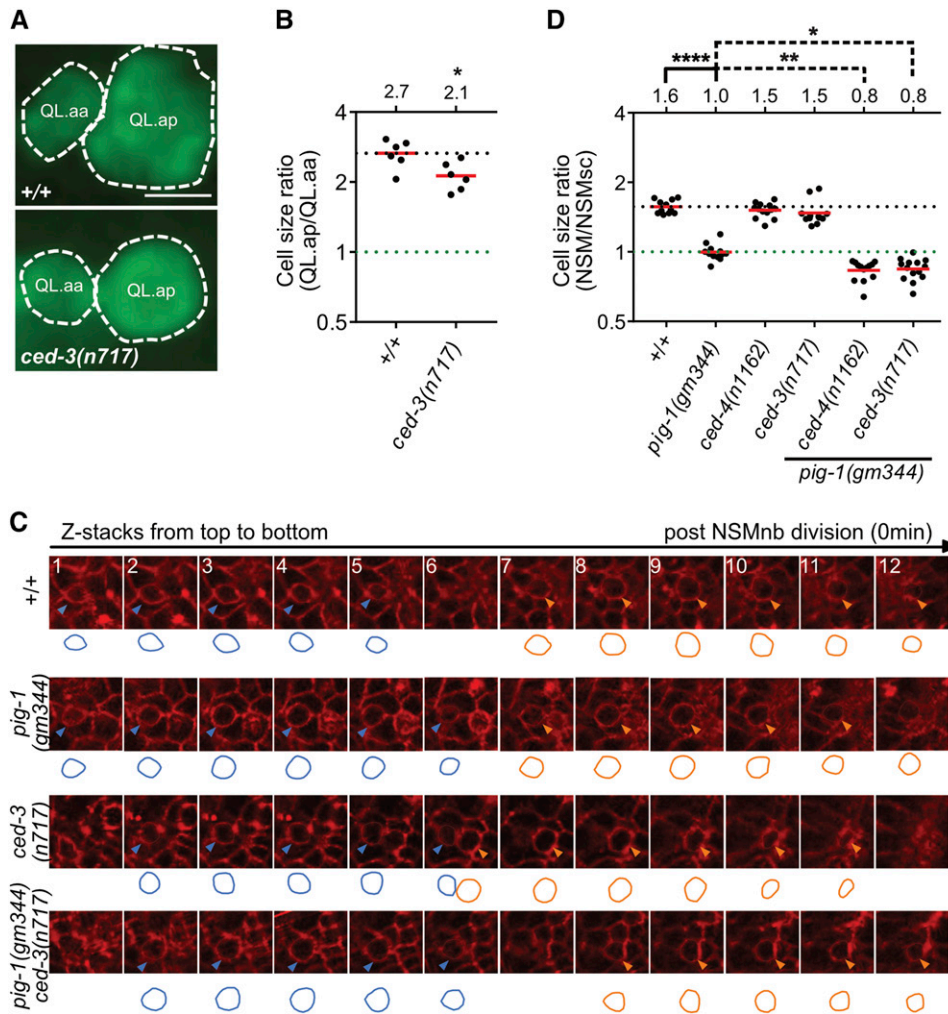 A
QL.aa
QL.ap
+/+
QL.aa
QL.ap
ced-3(n717)
B
*
2.7 2.1
4
2
1
0.5
Cell size ratio
(QL.ap/QL.aa)
+/+
ced-3(n717)
D
*
**
****
1.6 1.0 1.5 1.5 0.8 0.8
4
2
1
0.5
Cell size ratio
(NSM/NSMsc)
+/+
pig-1(gm344)
ced-4(n1162)
ced-3(n717)
ced-4(n1162)
ced-3(n717)
pig-1(gm344)
C
Z-stacks from top to bottom post NSMnb division (0min)
1 2 3 4 5 6 7 8 9 10 11 12
+/+
pig-1
(gm344)
ced-3
(n717)
pig-1(gm344)
ced-3(n717)